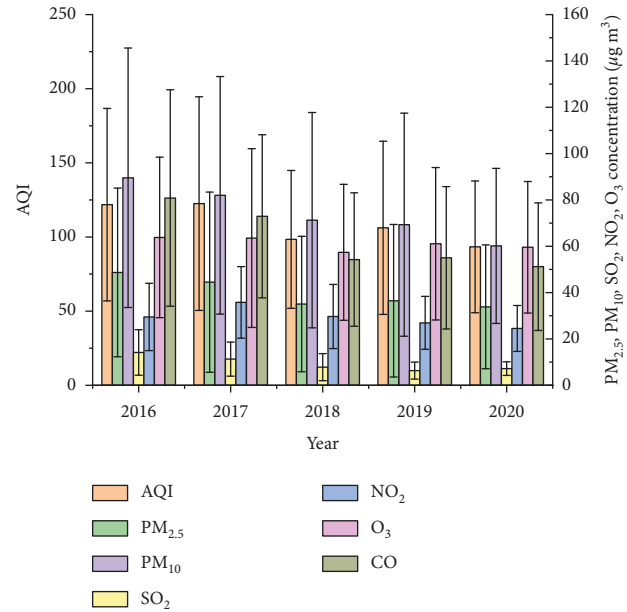 250
200
150
100
50
0
AQI
160
140
120
100
80
60
40
20
0
PM2.5, PM10, SO2, NO2, O3 concentration (μg m3)
2016 2017 2018 2019 2020
Year
AQI
PM2.5
PM10
SO2
NO2
O3
CO